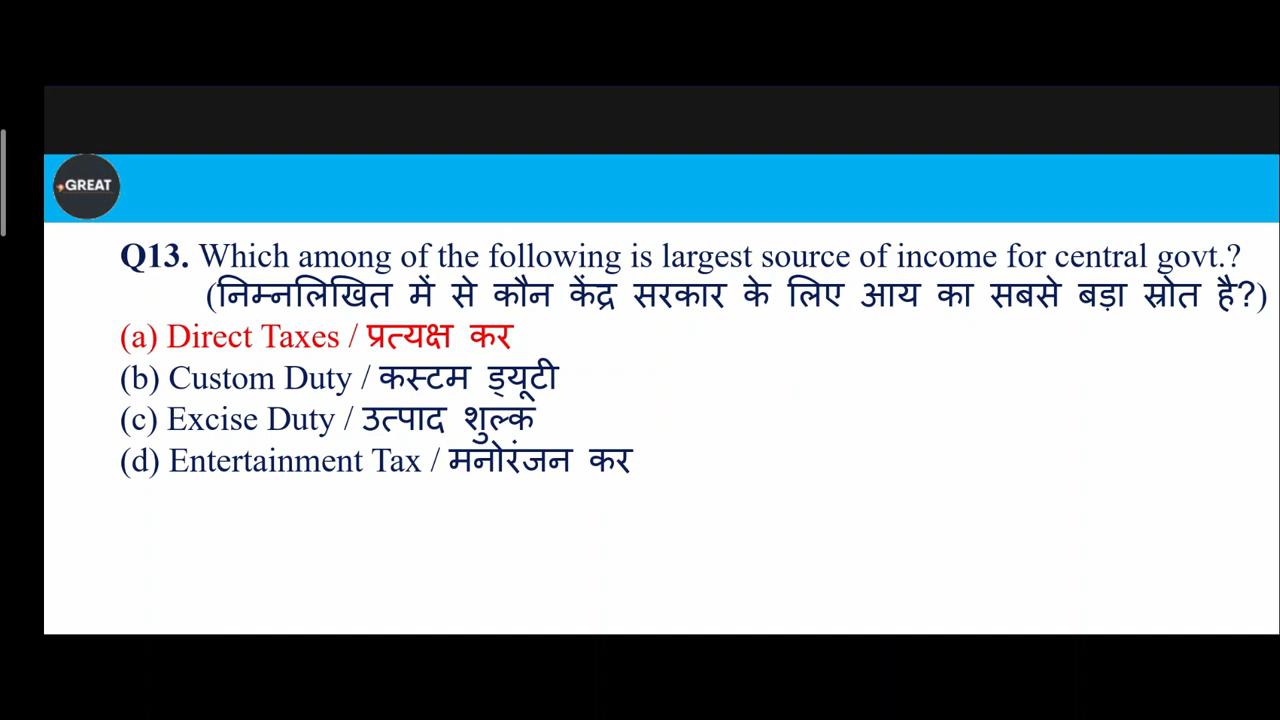 GREAT
Q13. Which among of the following is largest source of income for central govt.?
(निम्नलिखित में से कौन केंद्र सरकार के लिए आय का सबसे बड़ा स्रोत है?)
(a) Direct Taxes / प्रत्यक्ष कर
(b) Custom Duty / कस्टम ड्यूटी
(c) Excise Duty / उत्पाद शुल्क
(d) Entertainment Tax / मनोरंजन कर